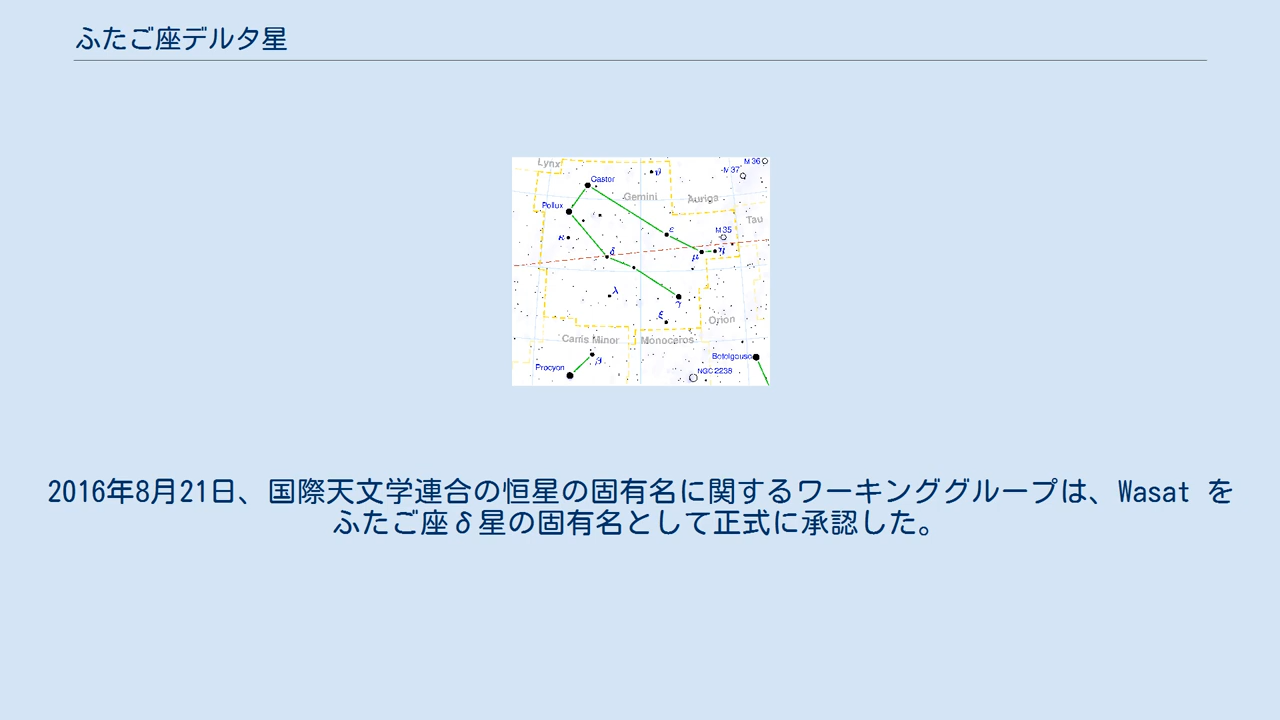 ふたご座デルタ星
Lynx
M 36
M 37
ϑ
Castor
Gemini
Auriga
Pollux
Tau
M 35
ε
κ
δ
μ
η
λ
γ
ξ
Orion
Canis Minor
Monoceros
β
Betelgeuse
Procyon
NGC 2238
2016年8月21日、国際天文学連合の恒星の固有名に関するワーキンググループは、Wasat を
ふたご座δ星の固有名として正式に承認した。